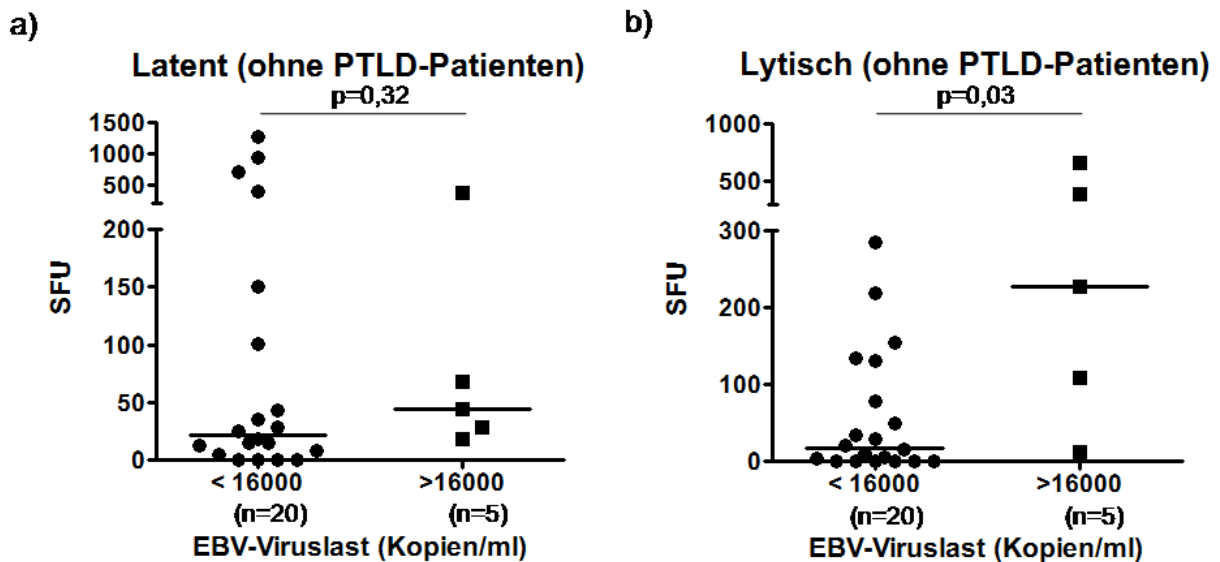 a)
Latent (ohne PTLD-Patienten)
p=0,32
1500
1000
500
200
150
100
50
0
SFU
< 16000
>16000
(n=20)
(n=5)
EBV-Viruslast (Kopien/ml)
b)
Lytisch (ohne PTLD-Patienten)
p=0,03
1000
500
300
200
100
0
SFU
< 16000
>16000
(n=20)
(n=5)
EBV-Viruslast (Kopien/ml)